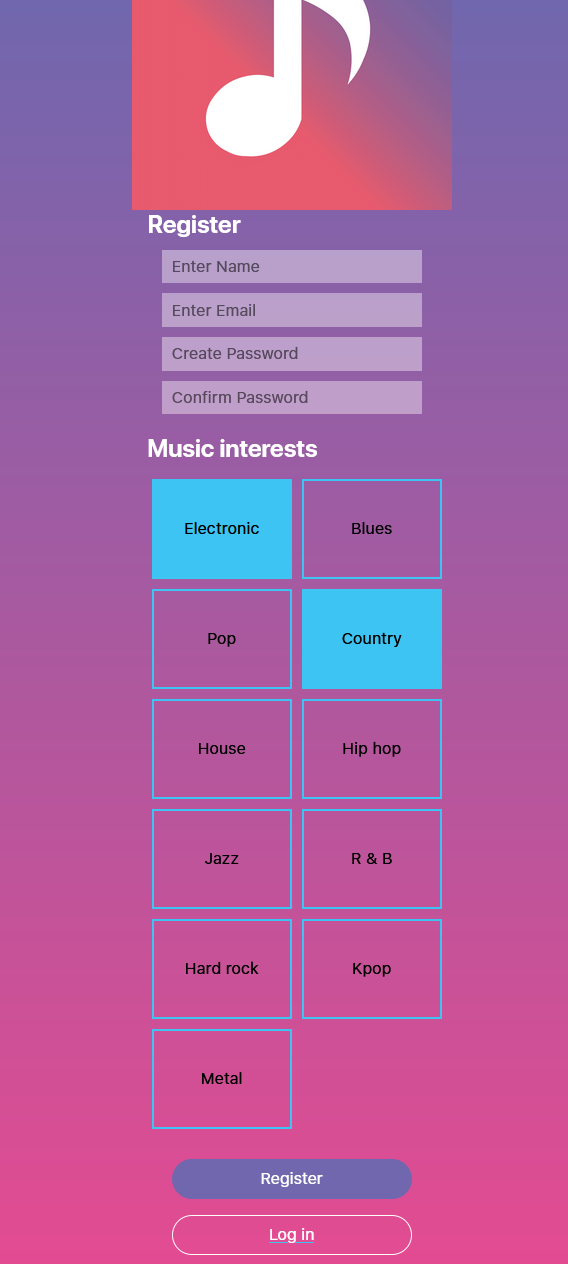 Register
Enter Name
Enter Email
Create Password
Confirm Password
Music interests
Electronic
Blues
Pop
Country
House
Hip hop
Jazz
R & B
Hard rock
Kpop
Metal
Register
Log in